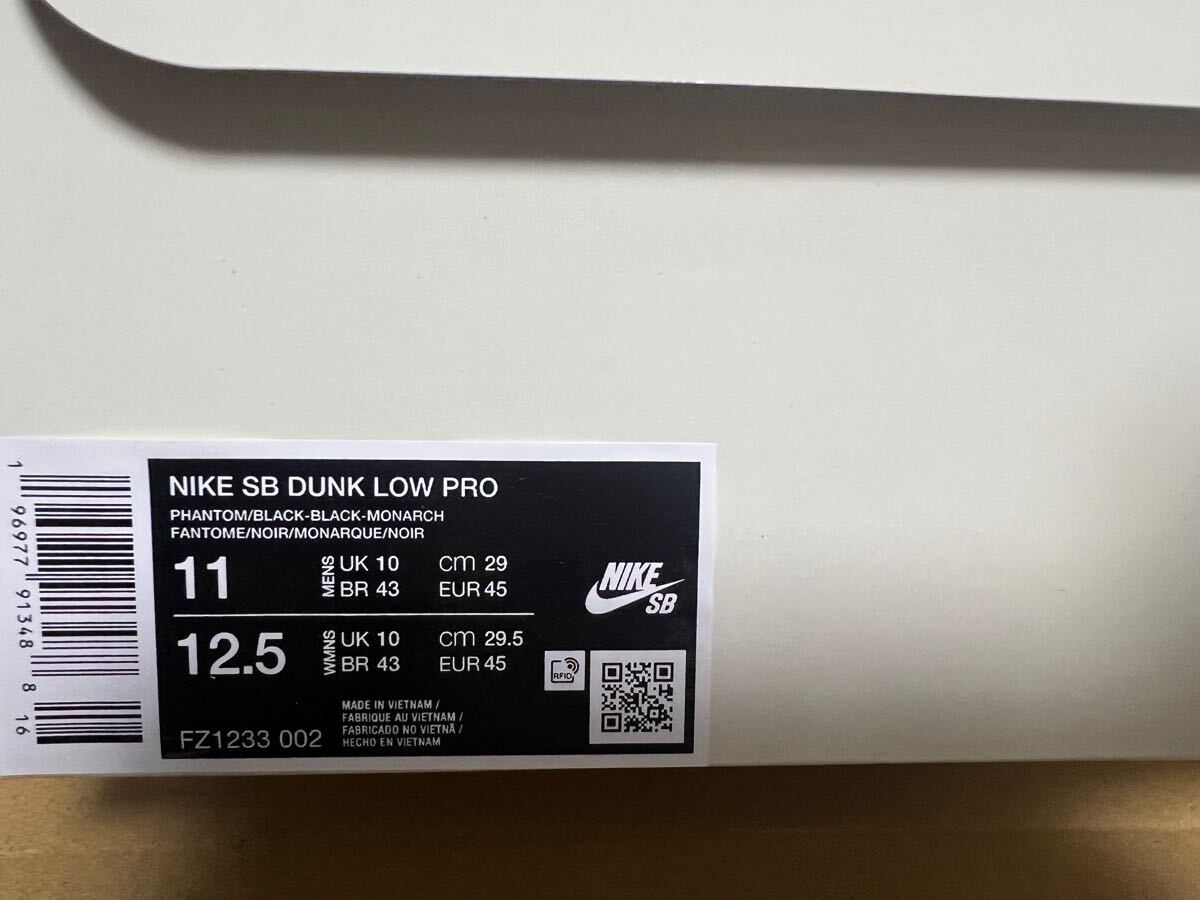 1 96977 91348 8 16
NIKE SB DUNK LOW PRO
PHANTOM/BLACK-BLACK-MONARCH
FANTOME/NOIR/MONARQUE/NOIR
11 MENS UK 10 cm 29
BR 43 EUR 45
12.5 WMNS UK 10 cm 29.5
BR 43 EUR 45
NIKE
SB
RFID
MADE IN VIETNAM /
FABRIQUE AU VIETNAM /
FABRICADO NO VIETNÃ /
HECHO EN VIETNAM
FZ1233 002